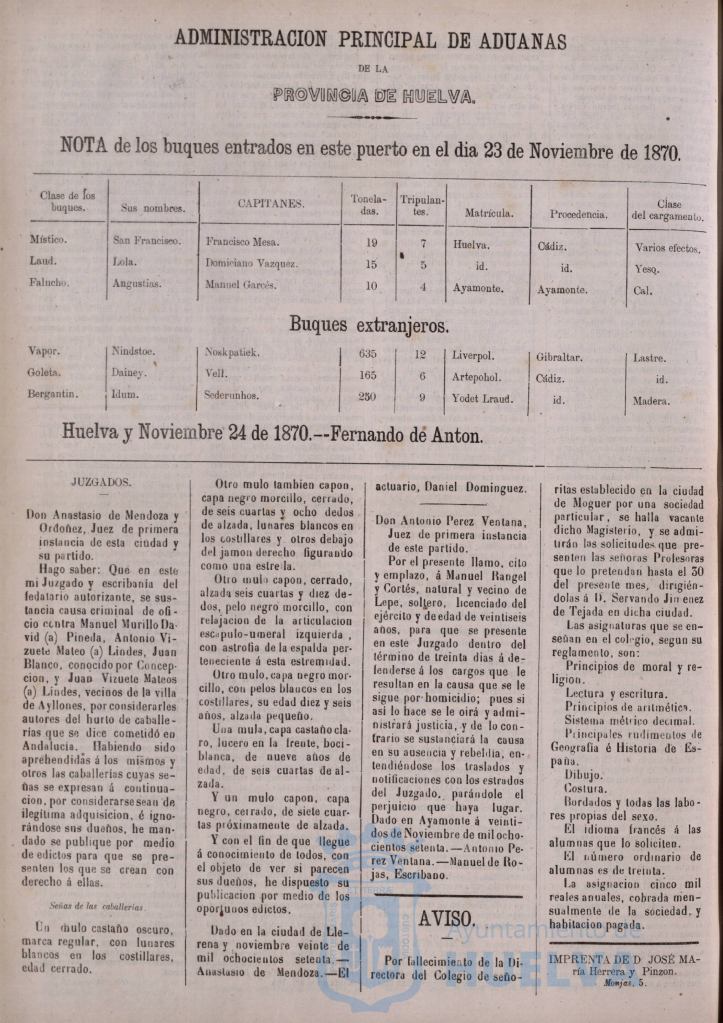 ADMINISTRACION PRINCIPAL DE ADUANAS
DE LA
PROVINCIA DE HUELVA.
NOTA de los buques entrados en este puerto en el dia 23 de Noviembre de 1870.
Clase de los buques. Sus nombres. CAPITANES. Tonela-das. Tripulan-tes. Matrícula. Procedencia. Clase del cargamento.
Místico. San Francisco. Francisco Mesa. 19 7 Huelva. Cádiz. Varios efectos.
Laud. Lola. Domiciano Vazquez. 15 5 id. id. Yeso.
Falucho. Angustias. Manuel Garcés. 10 4 Ayamonte. Ayamonte. Cal.
Buques extranjeros.
Vapor. Nindstoe. Noskpatiek. 635 12 Liverpol. Gibraltar. Lastre.
Goleta. Dainey. Vell. 165 6 Artepohol. Cádiz. id.
Bergantin. Idum. Sederunhos. 250 9 Yodet Lraud. id. Madera.
Huelva y Noviembre 24 de 1870.--Fernando de Anton.
JUZGADOS.
Don Anastasio de Mendoza y
Ordoñez, Juez de primera
instancia de esta ciudad y
su partido.
Hago saber: Que en este
mi Juzgado y escribanía del
fedatario autorizante, se sus-
tancia causa criminal de ofi-
cio contra Manuel Murillo Da-
vid (a) Pineda, Antonio Vi-
zuete Mateo (a) Lindes, Juan
Blanco, conocido por Concep-
cion, y Juan Vizuete Mateos
(a) Lindes, vecinos de la villa
de Ayllones, por considerarles
autores del hurto de caballe-
rias que se dice cometido en
Andalucía. Habiendo sido
aprehendidas á los mismos y
otros las caballerias cuyas se-
ñas se expresan á continua-
cion, por considerarse sean de
ilegítima adquisicion, é igno-
rándose sus dueños, he man-
dado se publique por medio
de edictos para que se pre-
senten los que se crean con
derecho á ellas.
Señas de las caballerias.
Un mulo castaño oscuro,
marca regular, con lunares
blancos en los costillares,
edad cerrado.
Otro mulo tambien capon,
capa negro morcillo, cerrado,
de seis cuartas y ocho dedos
de alzada, lunares blancos en
los costillares y otros debajo
del jamon derecho figurando
como una estrella.
Otro mulo capon, cerrado,
alzada seis cuartas y diez de-
dos, pelo negro morcillo, con
relajacion de la articulacion
escapulo-umeral izquierda,
con astrofia de la espalda per-
teneciente á esta estremidad.
Otro mulo, capa negro mor-
cillo, con pelos blancos en los
costillares, su edad diez y seis
años, alzada pequeño.
Una mula, capa castaño cla-
ro, lucero en la frente, boci-
blanca, de nueve años de
edad, de seis cuartas de al-
zada.
Y un mulo capon, capa
negro, cerrado, de siete cuar-
tas próximamente de alzada.
Y con el fin de que llegue
á conocimiento de todos, con
el objeto de ver si parecen
sus dueños, he dispuesto su
publicacion por medio de los
oportunos edictos.
Dado en la ciudad de Lle-
rena y noviembre veinte de
mil ochocientos setenta.—
Anastasio de Mendoza.—El
actuario, Daniel Dominguez.
Don Antonio Perez Ventana,
Juez de primera instancia
de este partido.
Por el presente llamo, cito
y emplazo, á Manuel Rangel
y Cortés, natural y vecino de
Lepe, soltero, licenciado del
ejército y de edad de veintiseis
años, para que se presente
en este Juzgado dentro del
término de treinta dias á de-
fenderse á los cargos que le
resultan en la causa que se le
sigue por homicidio; pues si
asi lo hace se le oirá y admi-
nistrará justicia, y de lo con-
trario se sustanciará la causa
en su ausencia y rebeldia, en-
tendiéndose los traslados y
notificaciones con los estrados
del Juzgado, parándole el
perjuicio que haya lugar.
Dado en Ayamonte á veinti-
dos de Noviembre de mil ocho-
cientos setenta.—Antonio Pe-
rez Ventana.—Manuel de Ro-
jas, Escribano.
AVISO.
Por fallecimiento de la Di-
rectora del Colegio de seño-
ritas establecido en la ciudad
de Moguer por una sociedad
particular, se halla vacante
dicho Magisterio, y se admi-
tirán las solicitudes que pre-
senten las señoras Profesoras
que lo pretendan hasta el 30
del presente mes, dirigién-
dolas á D. Servando Jimenez
de Tejada en dicha ciudad.
Las asignaturas que se en-
señan en el colegio, segun su
reglamento, son:
Principios de moral y re-
ligion.
Lectura y escritura.
Principios de aritmética.
Sistema métrico decimal.
Principales rudimentos de
Geografia é Historia de Es-
paña.
Dibujo.
Costura.
Bordados y todas las labo-
res propias del sexo.
El idioma francés á las
alumnas que lo soliciten.
El número ordinario de
alumnas es de treinta.
La asignacion cinco mil
reales anuales, cobrada men-
sualmente de la sociedad, y
habitacion pagada.
IMPRENTA DE D JOSÉ MA-
ría Herrera y Pinzon.
Monjas, 5.
Ayuntamiento de
HUELVA